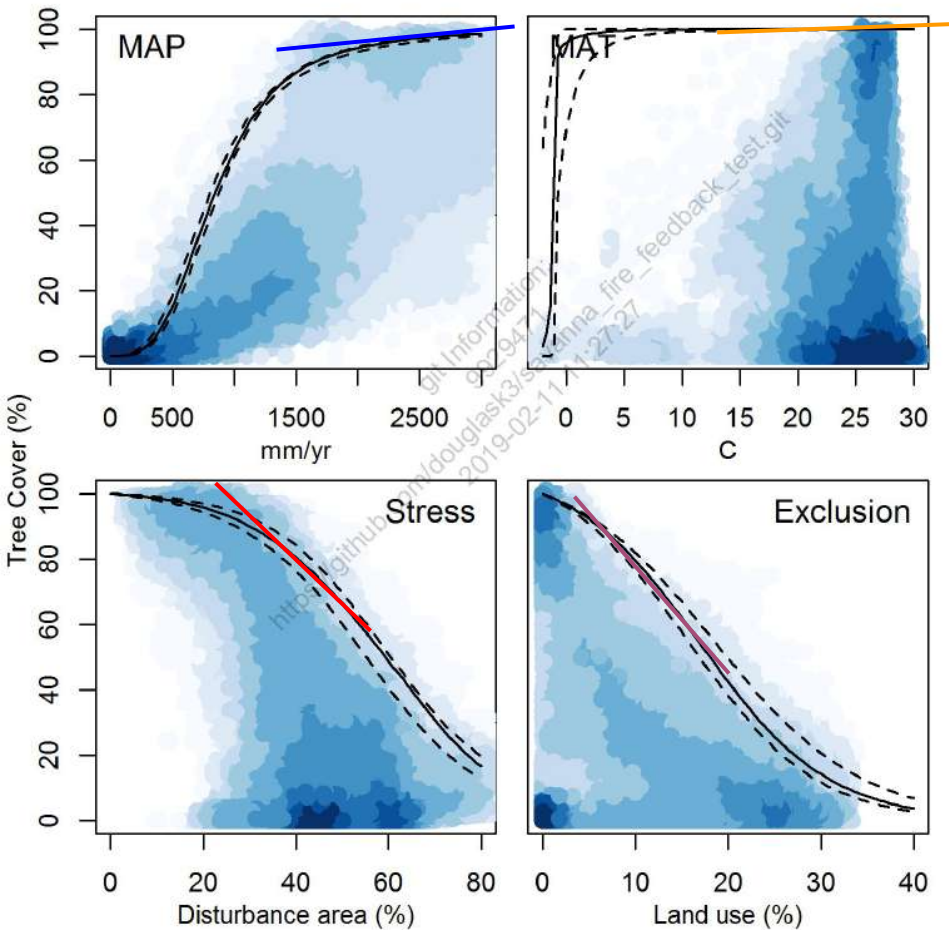 MAP
MAT
100
80
60
40
20
0
0 500 1500 2500
mm/yr
0 5 10 15 20 25 30
C
git Information:
9929471
https://github.com/douglask3/savanna_fire_feedback_test.git
2019-02-11 11:27:27
Tree Cover (%)
Stress
Exclusion
100
80
60
40
20
0
0 20 40 60 80
Disturbance area (%)
0 10 20 30 40
Land use (%)